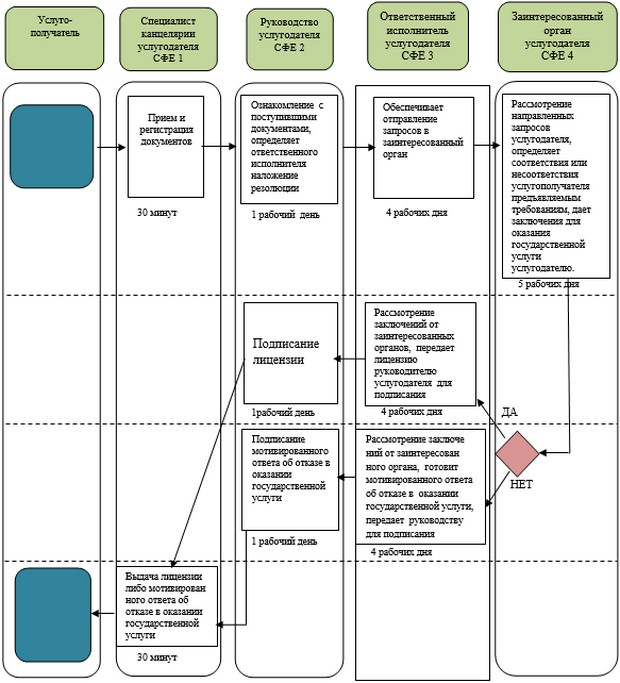 Услуго-
получатель
Специалист
канцелярии
услугодателя
СФЕ 1
Руководство
услугодателя
СФЕ 2
Ответственный
исполнитель
услугодателя
СФЕ 3
Заинтересованный
орган
услугодателя
СФЕ 4
Прием и
регистрация
документов
30 минут
Ознакомление с
поступившими
документами,
определяет
ответственного
исполнителя
наложение
резолюции
1 рабочий день
Обеспечивает
отправление
запросов в
заинтересованный
орган
4 рабочих дня
Рассмотрение
направленных
запросов
услугодателя,
определяет
соответствия или
несоответствия
услугополучателя
предъявляемым
требованиям, дает
заключения для
оказания
государственной
услуги
услугодателю.
5 рабочих дня
Подписание
лицензии
1рабочий день
Рассмотрение
заключений от
заинтересованных
органов, передает
лицензию
руководителю
услугодателя для
подписания
4 рабочих дня
ДА
НЕТ
Подписание
мотивированного
ответа об отказе в
оказании
государственной
услуги
1 рабочий день
Рассмотрение заключе
ний от заинтересован
ного органа, готовит
мотивированного ответа
об отказе в оказании
государственной услуги,
передает руководству
для подписания
4 рабочих дня
Выдача лицензии
либо мотивирован
ного ответа об
отказе в оказании
государственной
услуги
30 минут